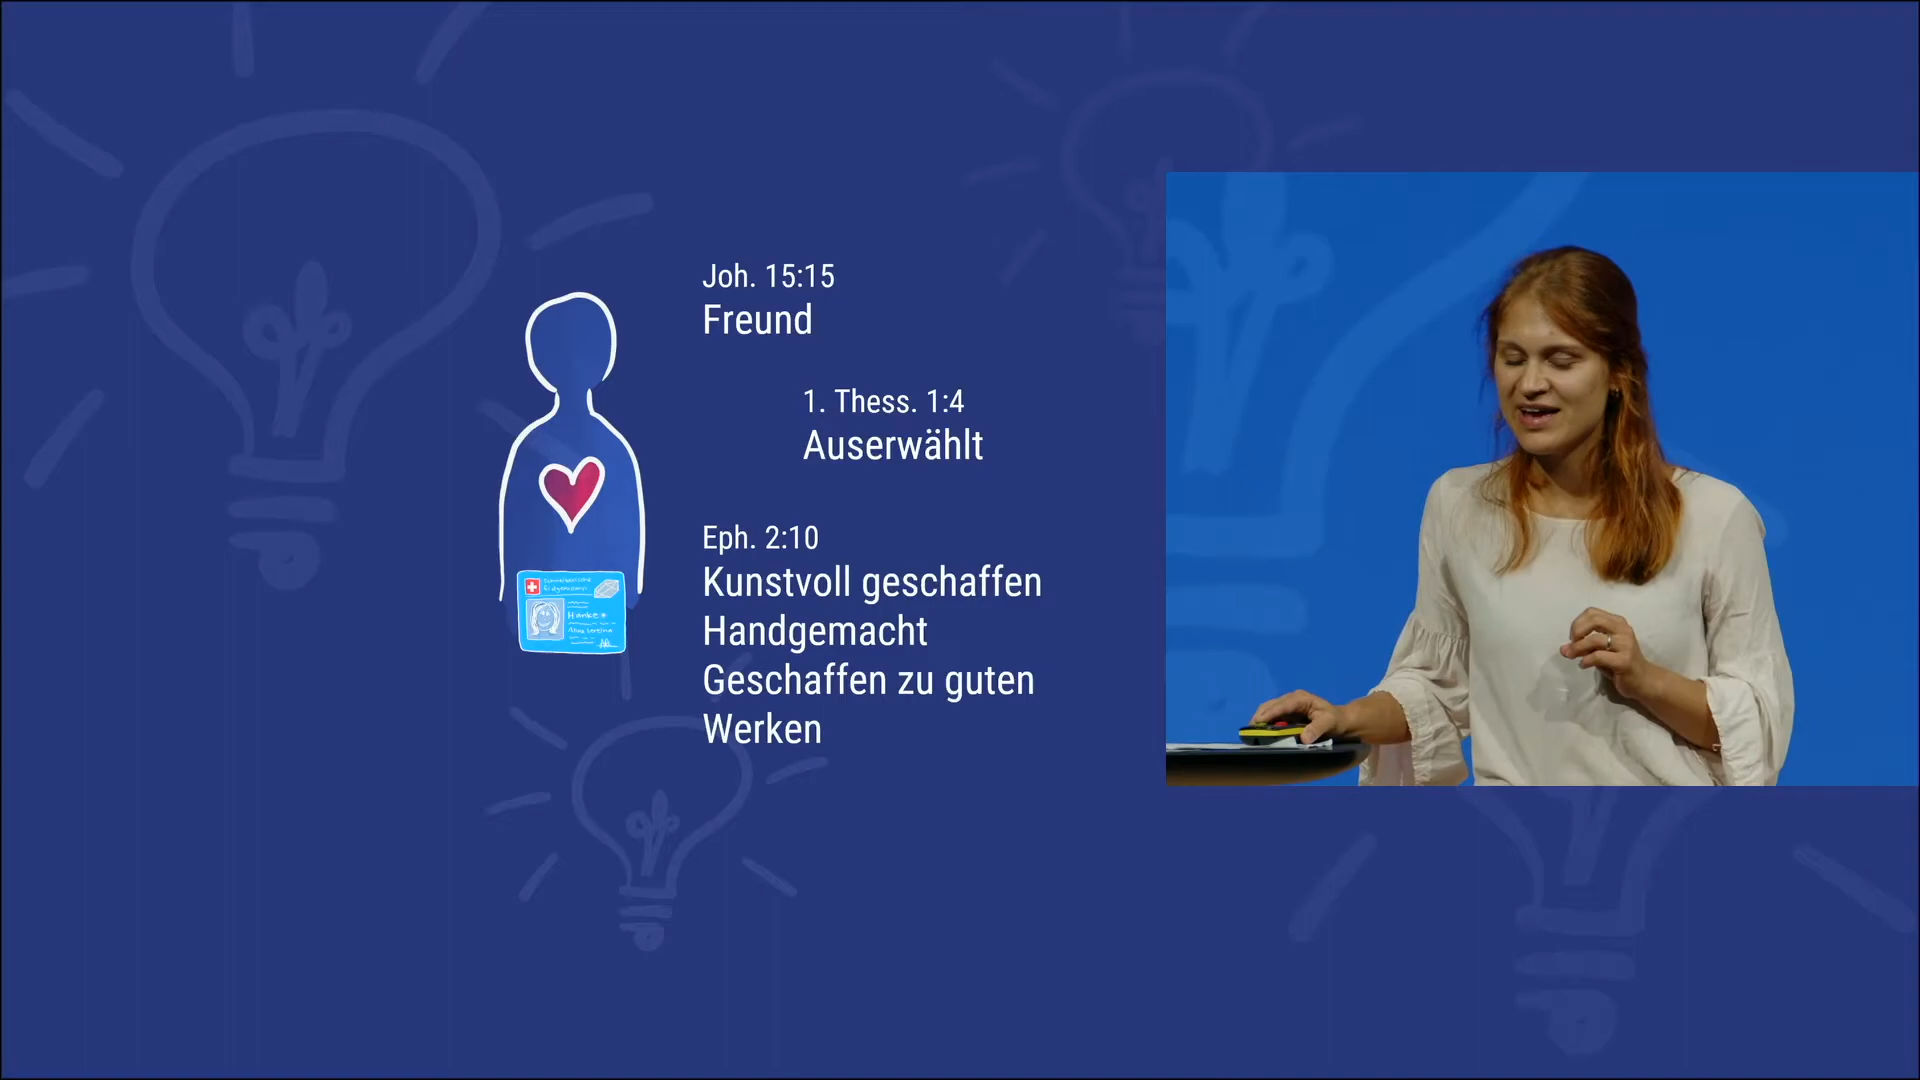 Joh. 15:15
Freund
1. Thess. 1:4
Auserwählt
Eph. 2:10
Kunstvoll geschaffen
Handgemacht
Geschaffen zu guten
Werken
Hanke